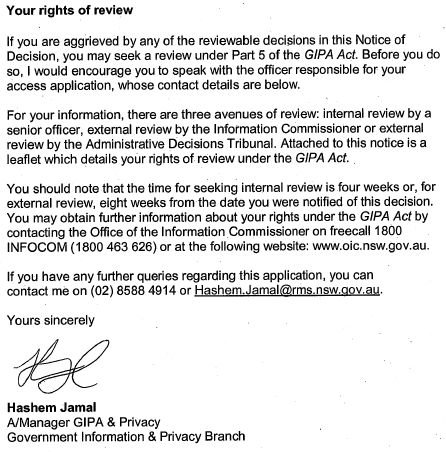 Your rights of review
If you are aggrieved by any of the reviewable decisions in this Notice of
Decision, you may seek a review under Part 5 of the GIPA Act. Before you do
so, I would encourage you to speak with the officer responsible for your
access application, whose contact details are below.
For your information, there are three avenues of review: internal review by a
senior officer, external review by the Information Commissioner or external
review by the Administrative Decisions Tribunal. Attached to this notice is a
leaflet which details your rights of review under the GIPA Act.
You should note that the time for seeking internal review is four weeks or, for
external review, eight weeks from the date you were notified of this decision.
You may obtain further information about your rights under the GIPA Act by
contacting the Office of the Information Commissioner on freecall 1800
INFOCOM (1800 463 626) or at the following website: www.oic.nsw.gov.au.
If you have any further queries regarding this application, you can
contact me on (02) 8588 4914 or Hashem.Jamal@rms.nsw.gov.au.
Yours sincerely
Hashem Jamal
A/Manager GIPA & Privacy
Government Information & Privacy Branch